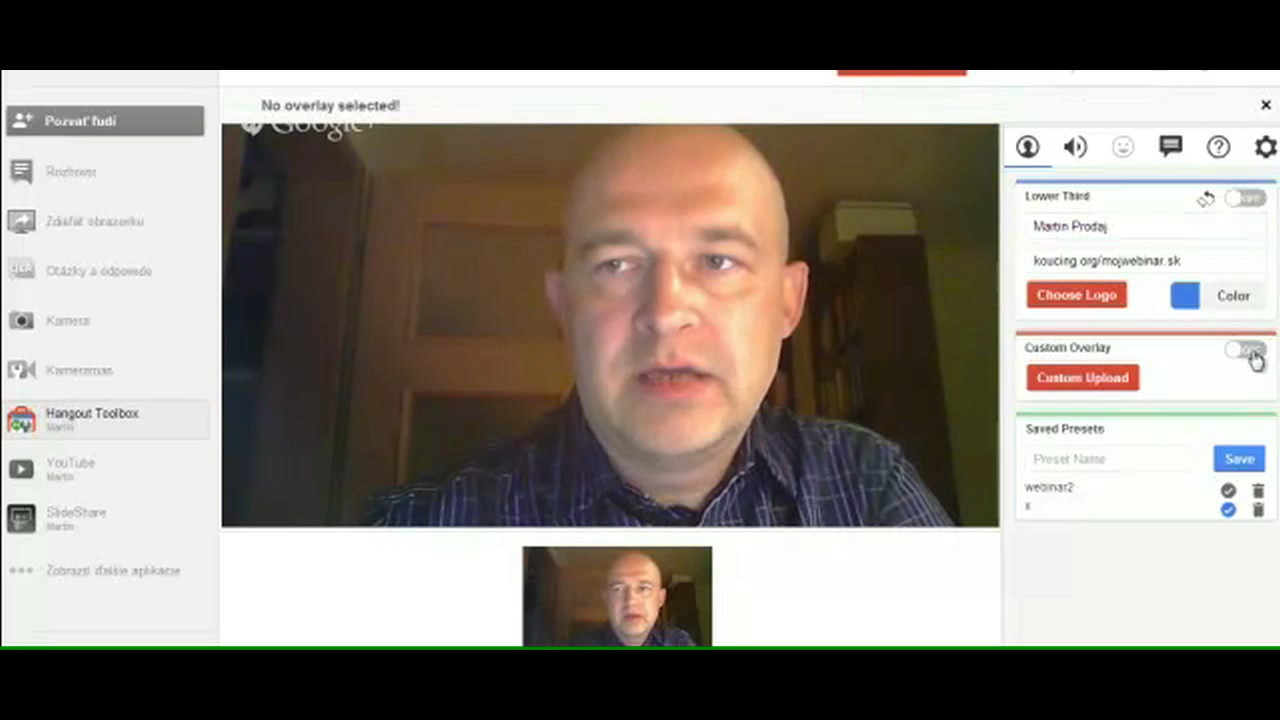 No overlay selected!
Google+
Pozvať ľudí
Rozhovor
Zdieľať obrazovku
Otázky a odpovede
Kamera
Kameraman
Hangout Toolbox
Martin
YouTube
Martin
SlideShare
Martin
Zobraziť ďalšie aplikácie
Lower Third
Martin Prodaj
koucing.org/mojwebinar.sk
Choose Logo
Color
Custom Overlay
Custom Upload
Saved Presets
Preset Name
Save
webinar2
x